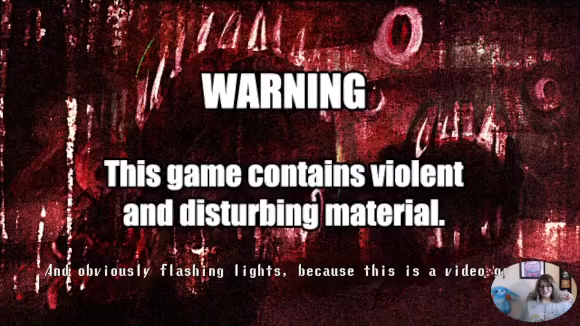 WARNING
This game contains violent
and disturbing material.
And obviously flashing lights, because this is a video